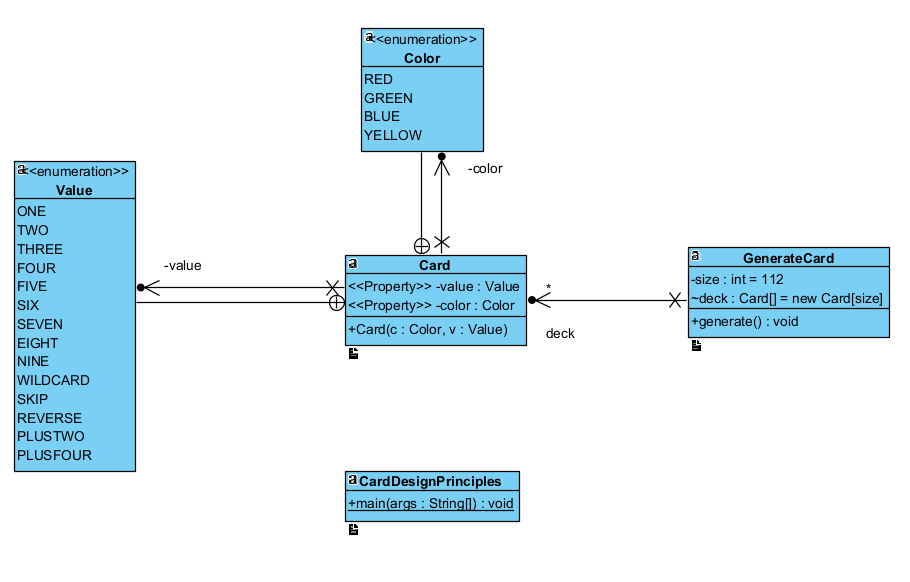 <<enumeration>>
Color
RED
GREEN
BLUE
YELLOW
-color
<<enumeration>>
Value
ONE
TWO
THREE
FOUR
FIVE
SIX
SEVEN
EIGHT
NINE
WILDCARD
SKIP
REVERSE
PLUSTWO
PLUSFOUR
-value
Card
<<Property>> -value : Value
<<Property>> -color : Color
+Card(c : Color, v : Value)
*
deck
GenerateCard
-size : int = 112
~deck : Card[] = new Card[size]
+generate() : void
CardDesignPrinciples
+main(args : String[]) : void